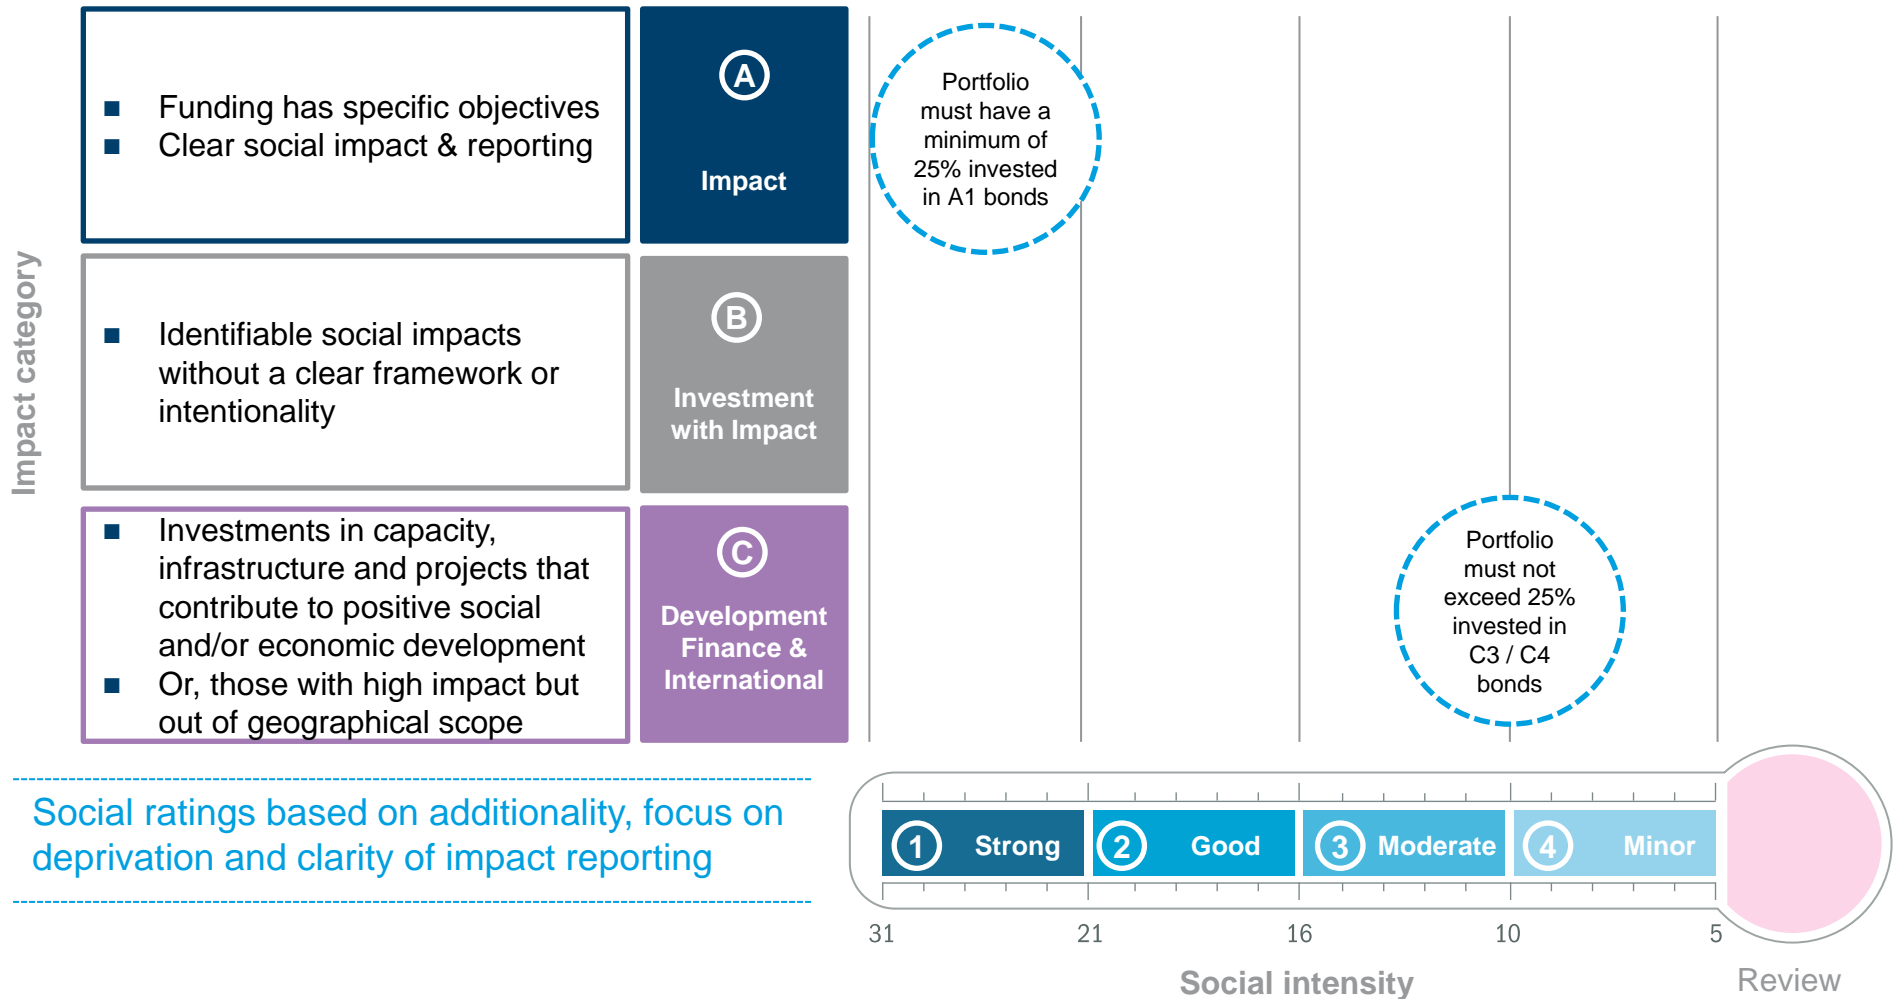 Impact category
Funding has specific objectives
Clear social impact & reporting
A
Impact
Portfolio
must have a
minimum of
25% invested
in A1 bonds
Identifiable social impacts
without a clear framework or
intentionality
B
Investment
with Impact
Investments in capacity,
infrastructure and projects that
contribute to positive social
and/or economic development
Or, those with high impact but
out of geographical scope
C
Development
Finance &
International
Portfolio
must not
exceed 25%
invested in
C3 / C4
bonds
Social ratings based on additionality, focus on
deprivation and clarity of impact reporting
1 Strong 2 Good 3 Moderate 4 Minor
31 21 16 10 5
Social intensity
Review